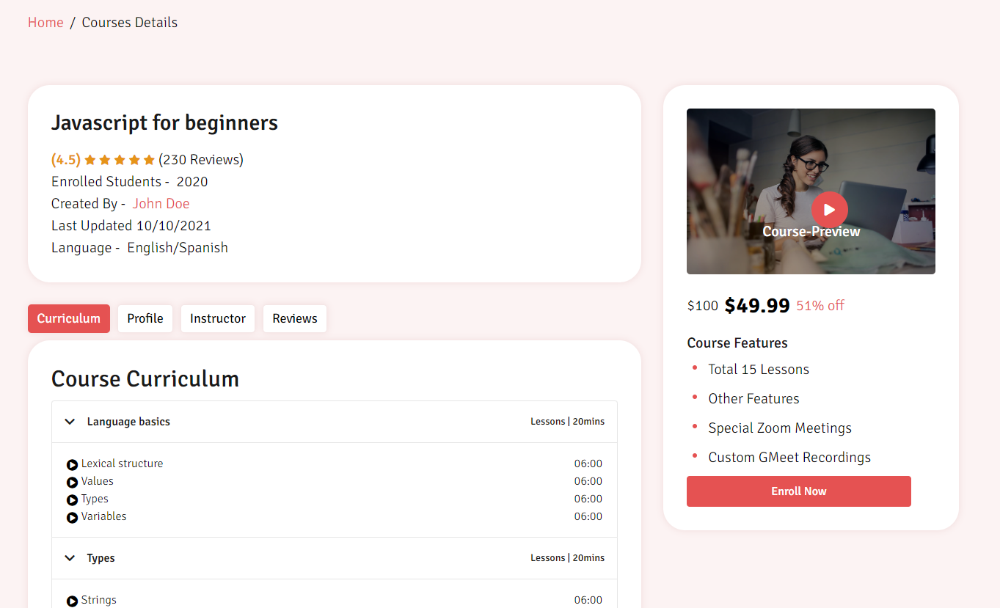 Home / Courses Details
Javascript for beginners
(4.5) (230 Reviews)
Enrolled Students - 2020
Created By - John Doe
Last Updated 10/10/2021
Language - English/Spanish
Curriculum Profile Instructor Reviews
Course Curriculum
Language basics Lessons | 20mins
Lexical structure 06:00
Values 06:00
Types 06:00
Variables 06:00
Types Lessons | 20mins
Strings 06:00
Course-Preview
$100 $49.99 51% off
Course Features
Total 15 Lessons
Other Features
Special Zoom Meetings
Custom GMeet Recordings
Enroll Now